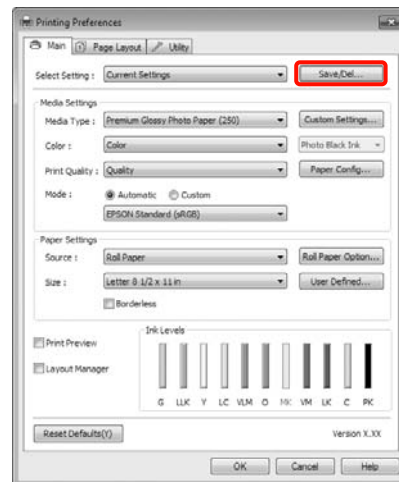 Printing Preferences
Main Page Layout Utility
Select Setting : Current Settings Save/Del...
Media Settings
Media Type : Premium Glossy Photo Paper (250) Custom Settings...
Color : Color Photo Black Ink
Print Quality : Quality Paper Config...
Mode : Automatic Custom
EPSON Standard (sRGB)
Paper Settings
Source : Roll Paper Roll Paper Option...
Size : Letter 8 1/2 x 11 in User Defined...
Borderless
Ink Levels
Print Preview
Layout Manager
G LLK Y LC VLM O MK VM LK C PK
Reset Defaults(Y) Version X.XX
OK Cancel Help